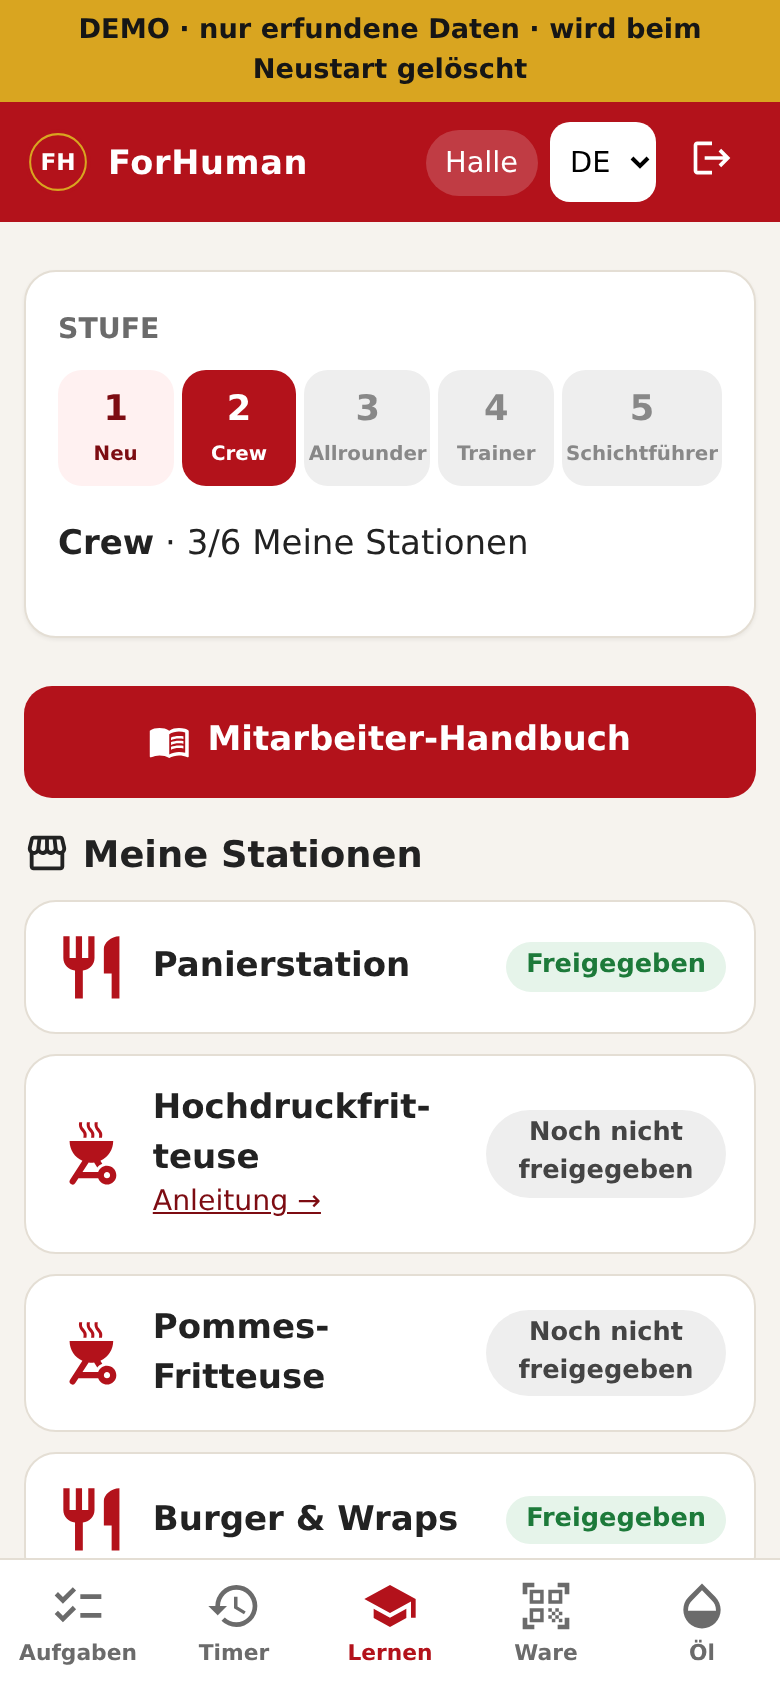 DEMO · nur erfundene Daten · wird beim
Neustart gelöscht
FH ForHuman Halle DE
STUFE
1 2 3 4 5
Neu Crew Allrounder Trainer Schichtführer
Crew · 3/6 Meine Stationen
Mitarbeiter-Handbuch
Meine Stationen
Panierstation Freigegeben
Hochdruckfrit-
teuse
Anleitung →
Noch nicht
freigegeben
Pommes-
Fritteuse
Noch nicht
freigegeben
Burger & Wraps Freigegeben
Aufgaben Timer Lernen Ware Öl